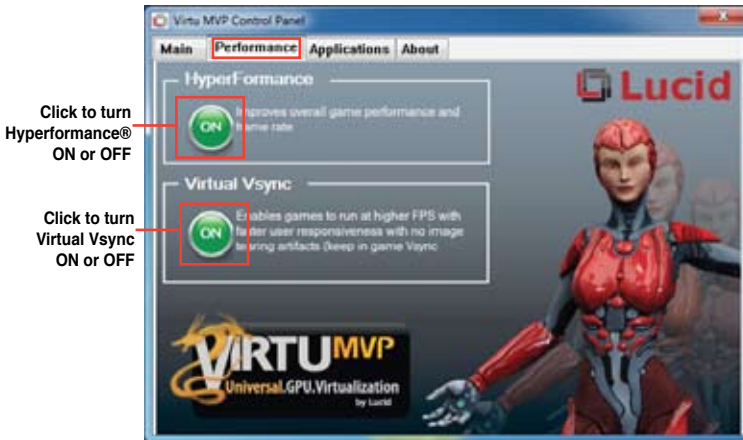 Virtu MVP Control Panel
Main Performance Applications About
HyperFormance
ON
Improves overall game performance and
frame rate
Virtual Vsync
ON
Enables games to run at higher FPS with
faster user responsiveness with no image
tearing artifacts (keep in game Vsync
Lucid
VIRTU MVP
Universal.GPU.Virtualization
by Lucid
Click to turn
Hyperformance®
ON or OFF
Click to turn
Virtual Vsync
ON or OFF